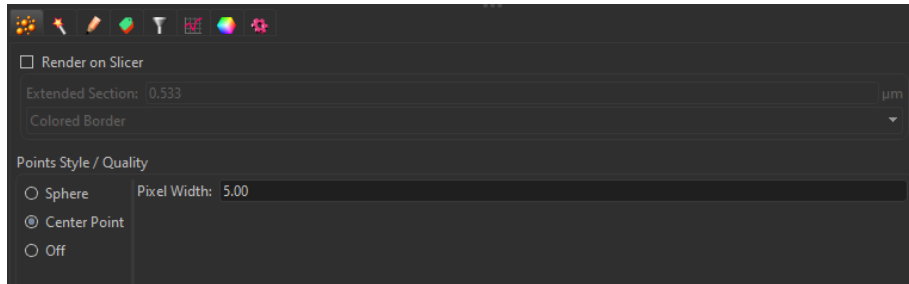 Render on Slicer
Extended Section: 0.533 μm
Colored Border
Points Style / Quality
Sphere
Pixel Width: 5.00
Center Point
Off